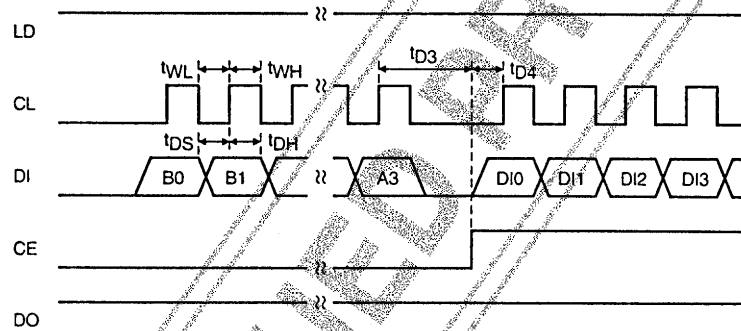 LD
tD3
tWL tWH tD4
CL
tDS tDH
DI B0 B1 A3 DI0 DI1 DI2 DI3
CE
DO